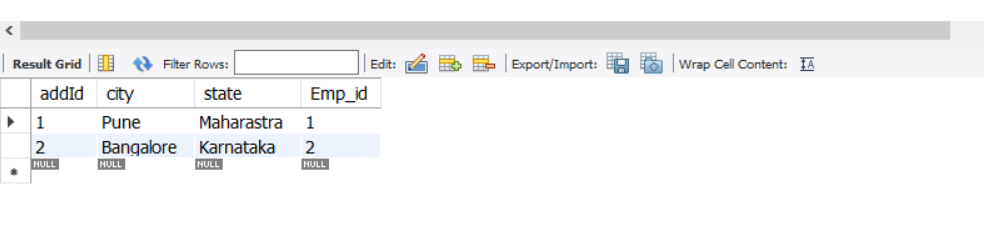 Result Grid Filter Rows: Edit: Export/Import: Wrap Cell Content: IA
addId city state Emp_id
1 Pune Maharastra 1
2 Bangalore Karnataka 2
NULL NULL NULL NULL